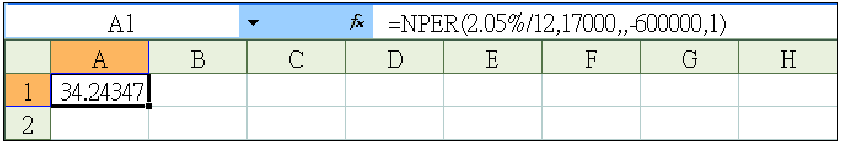 A1 fx =NPER(2.05%/12,17000,,-600000,1)
A B C D E F G H
1 34.24347
2